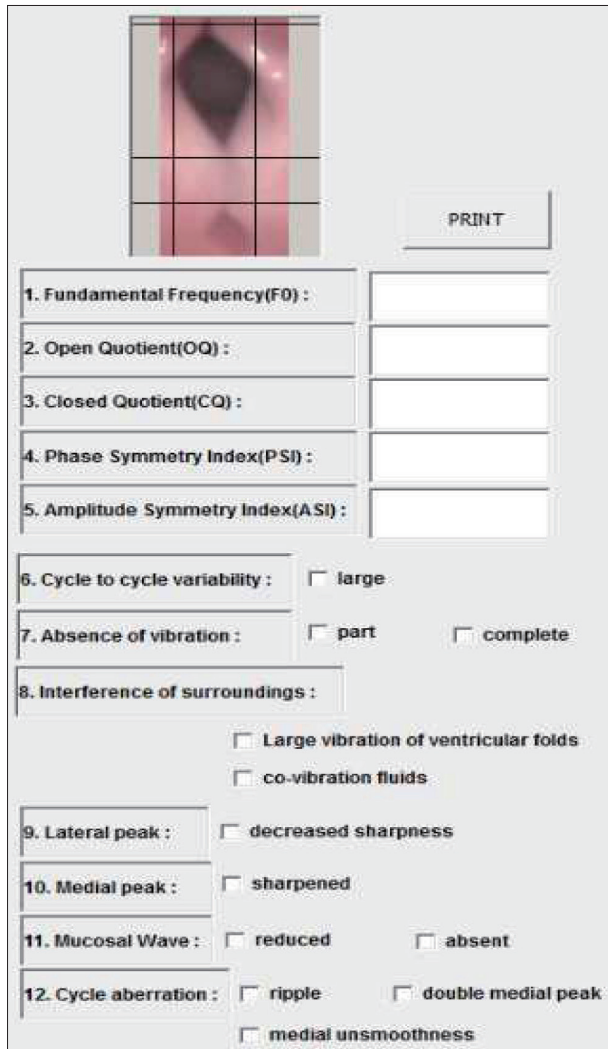 PRINT
1. Fundamental Frequency(F0) :
2. Open Quotient(OQ) :
3. Closed Quotient(CQ) :
4. Phase Symmetry Index(PSI) :
5. Amplitude Symmetry Index(ASI) :
6. Cycle to cycle variability : large
7. Absence of vibration : part complete
8. Interference of surroundings :
Large vibration of ventricular folds
co-vibration fluids
9. Lateral peak : decreased sharpness
10. Medial peak : sharpened
11. Mucosal Wave : reduced absent
12. Cycle aberration : ripple double medial peak
medial unsmoothness